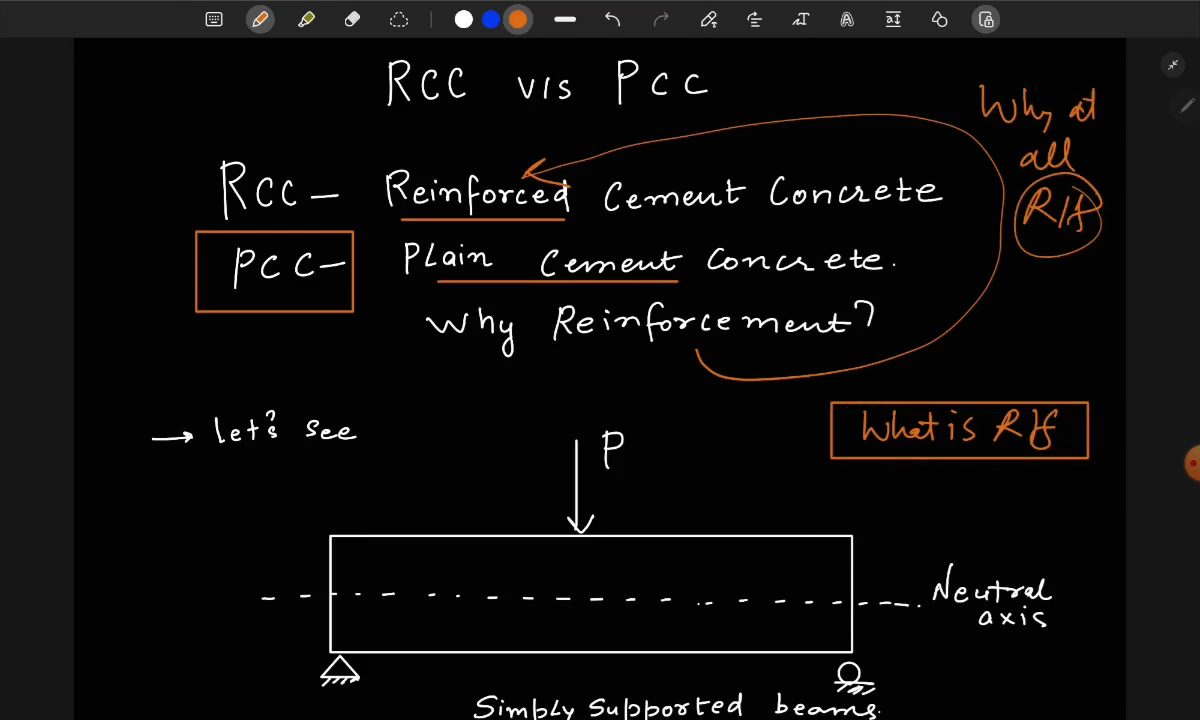 RCC v/s PCC
Why at
all
R/f
RCC - Reinforced Cement Concrete
PCC - PLain Cement Concrete.
Why Reinforcement?
What is R/f
→ Let's see
P
Neutral
axis
Simply supported beams.